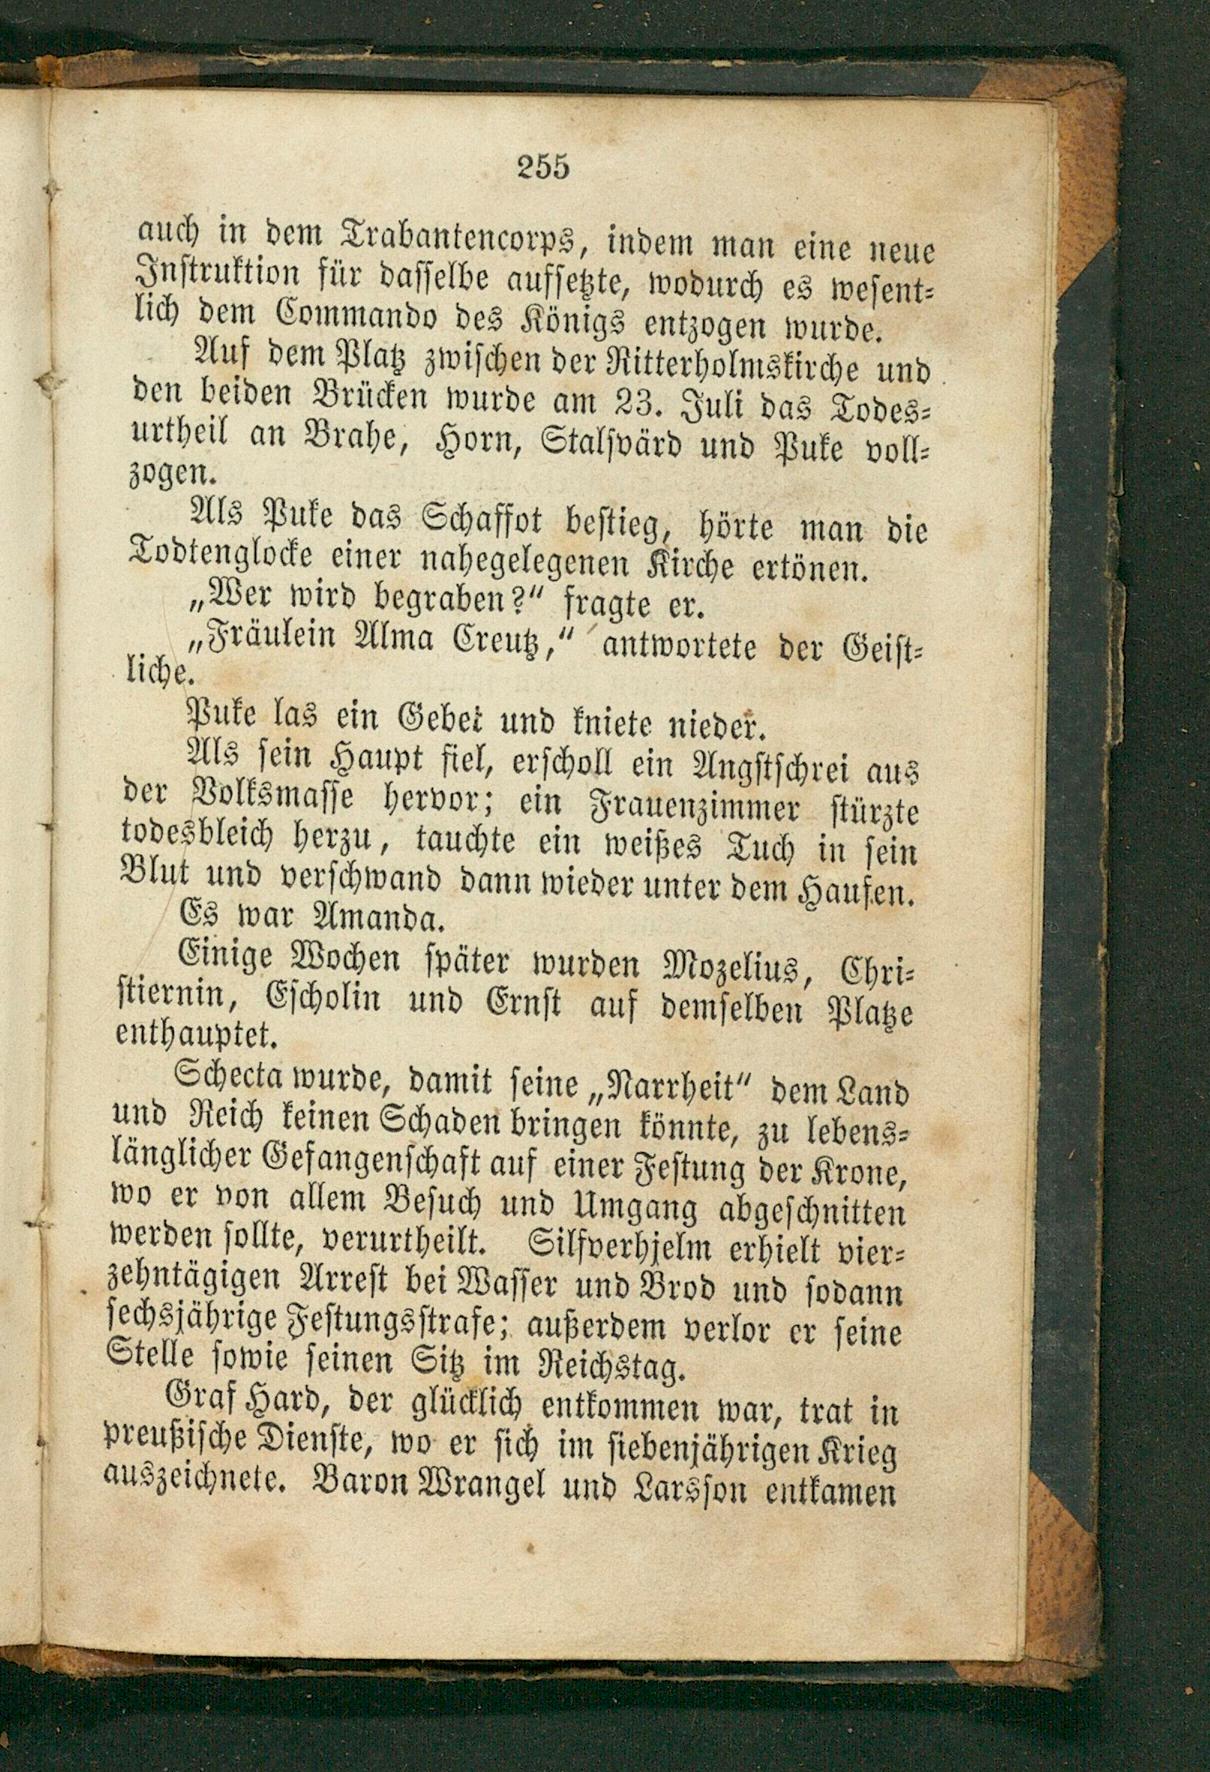 255
auch in dem Trabantencorps, indem man eine neue
Instruktion für dasselbe aufsetzte, wodurch es wesent-
lich dem Commando des Königs entzogen wurde.
Auf dem Platz zwischen der Ritterholmskirche und
den beiden Brücken wurde am 23. Juli das Todes-
urtheil an Brahe, Horn, Stalsvärd und Puke voll-
zogen.
Als Puke das Schaffot bestieg, hörte man die
Todtenglocke einer nahegelegenen Kirche ertönen.
„Wer wird begraben?“ fragte er.
„Fräulein Alma Creutz,“ antwortete der Geist-
liche.
Puke las ein Gebet und kniete nieder.
Als sein Haupt fiel, erscholl ein Angstschrei aus
der Volksmasse hervor; ein Frauenzimmer stürzte
todesbleich herzu, tauchte ein weißes Tuch in sein
Blut und verschwand dann wieder unter dem Haufen.
Es war Amanda.
Einige Wochen später wurden Mozelius, Chri-
stiernin, Escholin und Ernst auf demselben Platze
enthauptet.
Schecta wurde, damit seine „Narrheit“ dem Land
und Reich keinen Schaden bringen könnte, zu lebens-
länglicher Gefangenschaft auf einer Festung der Krone,
wo er von allem Besuch und Umgang abgeschnitten
werden sollte, verurtheilt. Silfverhjelm erhielt vier-
zehntägigen Arrest bei Wasser und Brod und sodann
sechsjährige Festungsstrafe; außerdem verlor er seine
Stelle sowie seinen Sitz im Reichstag.
Graf Hard, der glücklich entkommen war, trat in
preußische Dienste, wo er sich im siebenjährigen Krieg
auszeichnete. Baron Wrangel und Larsson entkamen